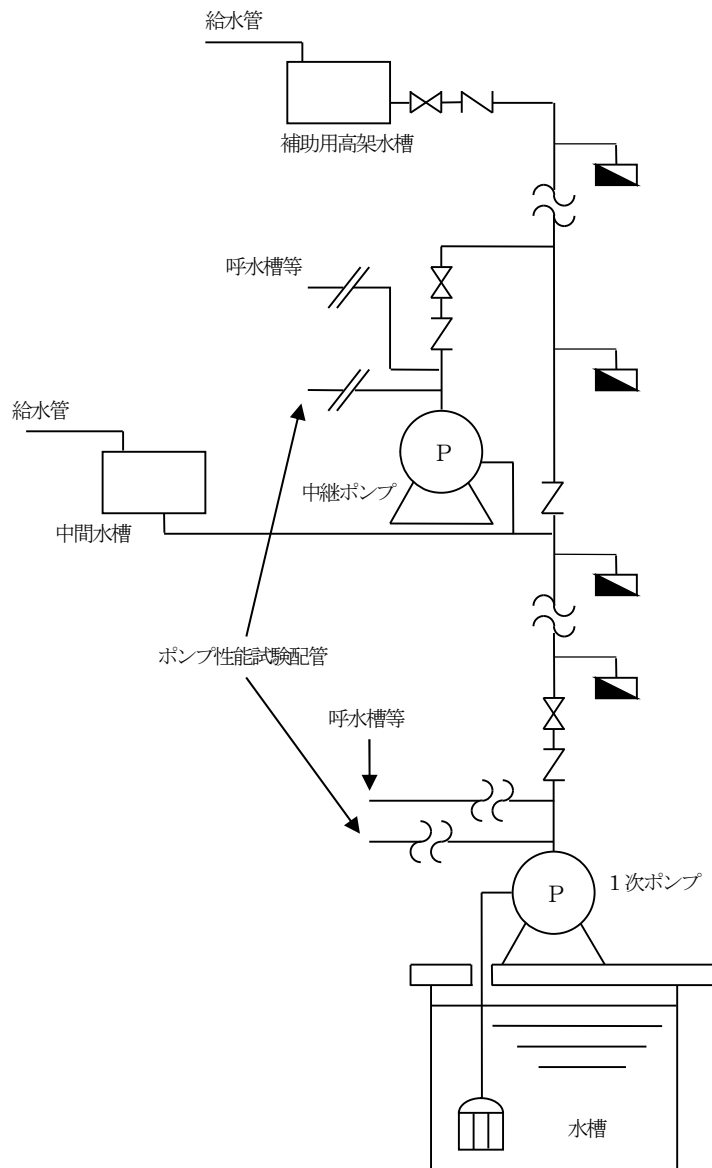 給水管
補助用高架水槽
呼水槽等
給水管
P
中継ポンプ
中間水槽
ポンプ性能試験配管
呼水槽等
P
1次ポンプ
水槽